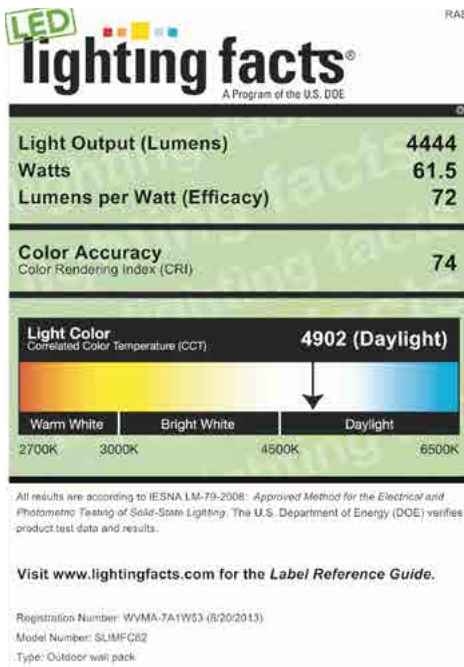 RAB
LED
lighting facts®
A Program of the U.S. DOE
Light Output (Lumens) 4444
Watts 61.5
Lumens per Watt (Efficacy) 72
Color Accuracy
Color Rendering Index (CRI) 74
Light Color
Correlated Color Temperature (CCT) 4902 (Daylight)
Warm White Bright White Daylight
2700K 3000K 4500K 6500K
All results are according to IESNA LM-79-2008: Approved Method for the Electrical and
Photometric Testing of Solid-State Lighting. The U.S. Department of Energy (DOE) verifies
product test data and results.
Visit www.lightingfacts.com for the Label Reference Guide.
Registration Number: WVMA-7A1W53 (8/20/2013)
Model Number: SLIMFC62
Type: Outdoor wall pack